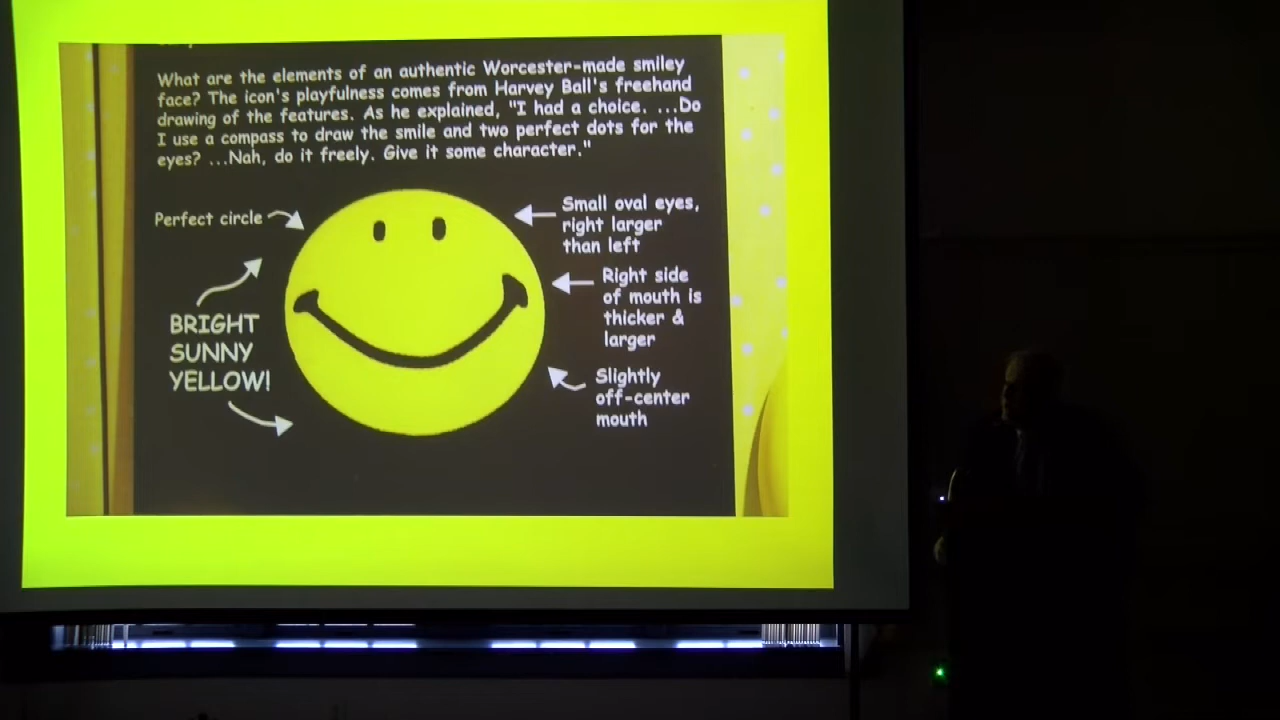 What are the elements of an authentic Worcester-made smiley
face? The icon's playfulness comes from Harvey Ball's freehand
drawing of the features. As he explained, "I had a choice. ...Do
I use a compass to draw the smile and two perfect dots for the
eyes? ...Nah, do it freely. Give it some character."
Perfect circle
BRIGHT
SUNNY
YELLOW!
Small oval eyes,
right larger
than left
Right side
of mouth is
thicker &
larger
Slightly
off-center
mouth